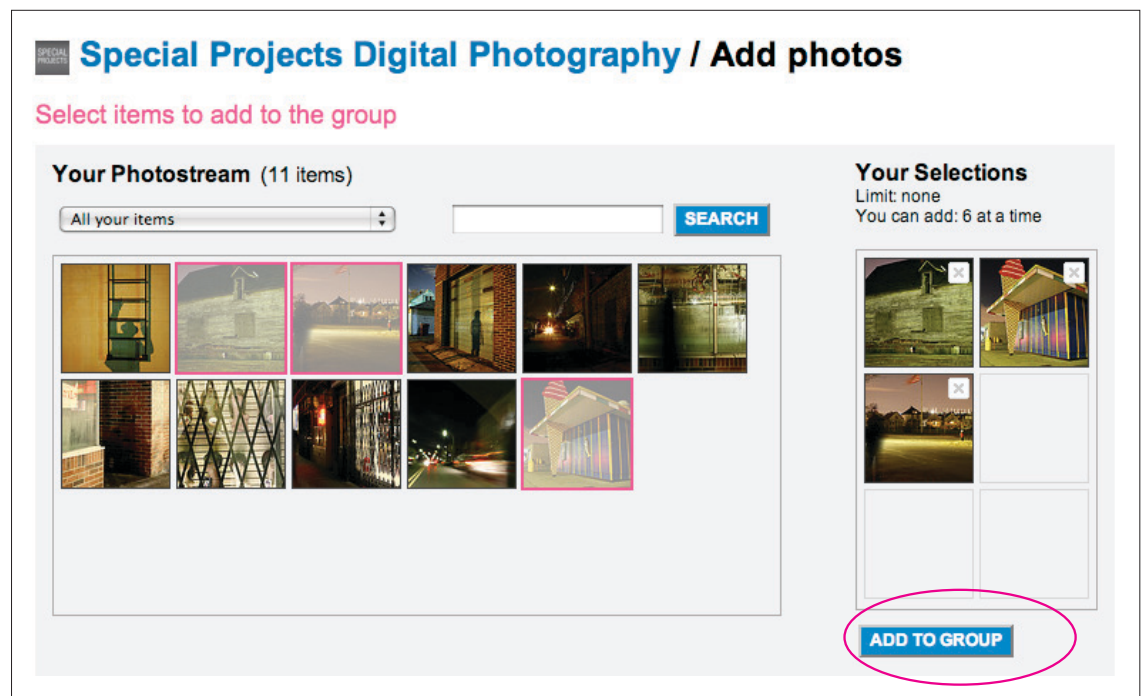 SPECIAL
PROJECTS
Special Projects Digital Photography / Add photos
Select items to add to the group
Your Photostream (11 items)
All your items
SEARCH
Your Selections
Limit: none
You can add: 6 at a time
ADD TO GROUP